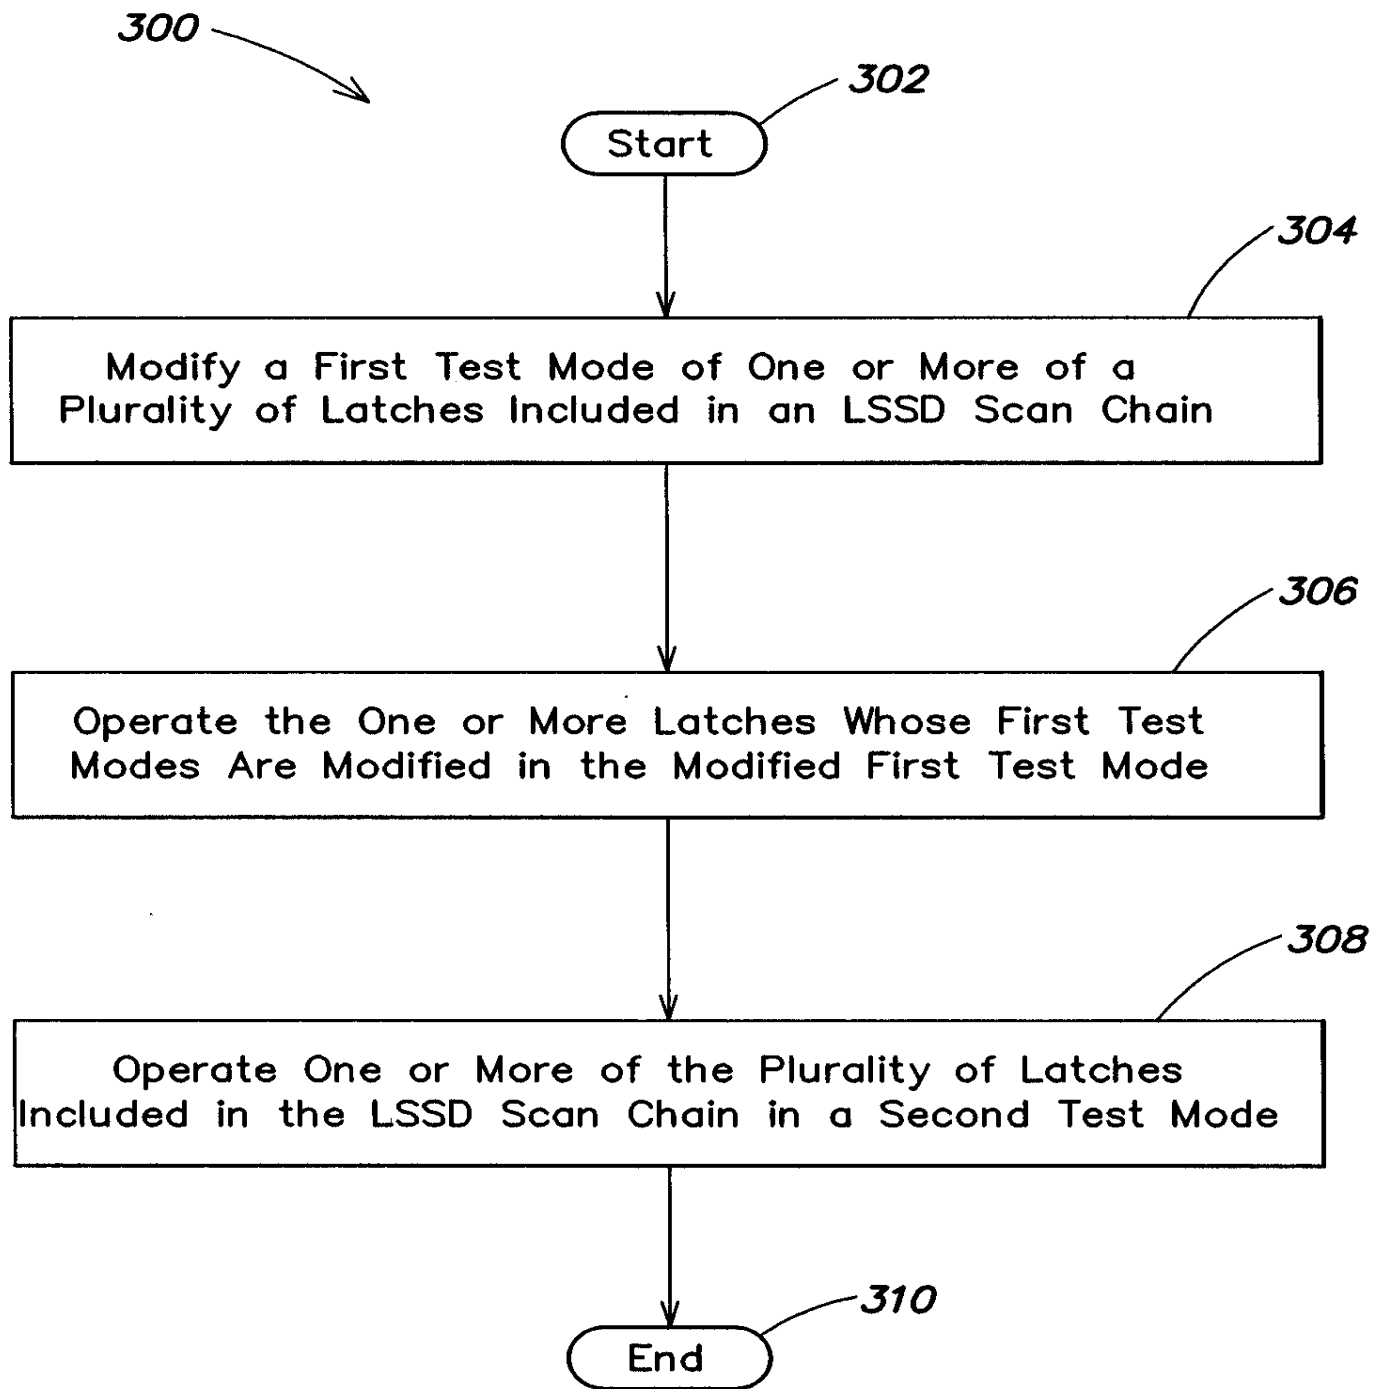 300
302
Start
304
Modify a First Test Mode of One or More of a
Plurality of Latches Included in an LSSD Scan Chain
306
Operate the One or More Latches Whose First Test
Modes Are Modified in the Modified First Test Mode
308
Operate One or More of the Plurality of Latches
Included in the LSSD Scan Chain in a Second Test Mode
310
End